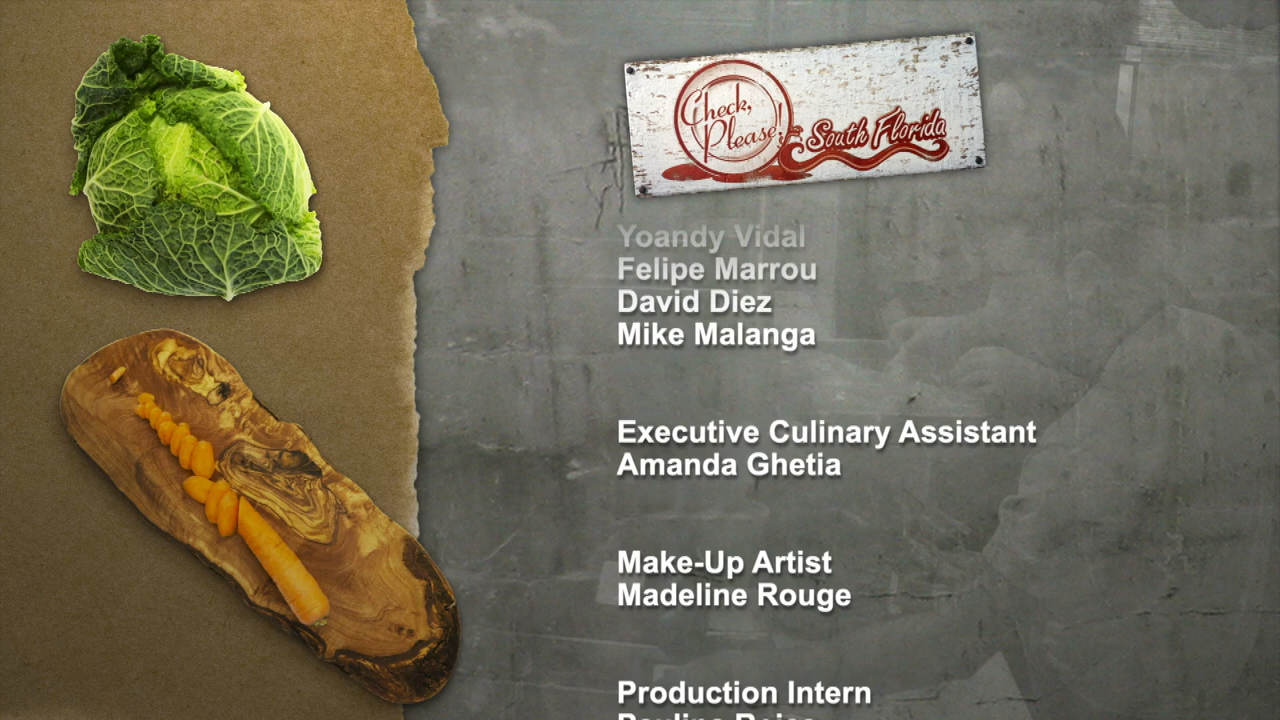 Check,
Please!
South Florida
Yoandy Vidal
Felipe Marrou
David Diez
Mike Malanga
Executive Culinary Assistant
Amanda Ghetia
Make-Up Artist
Madeline Rouge
Production Intern